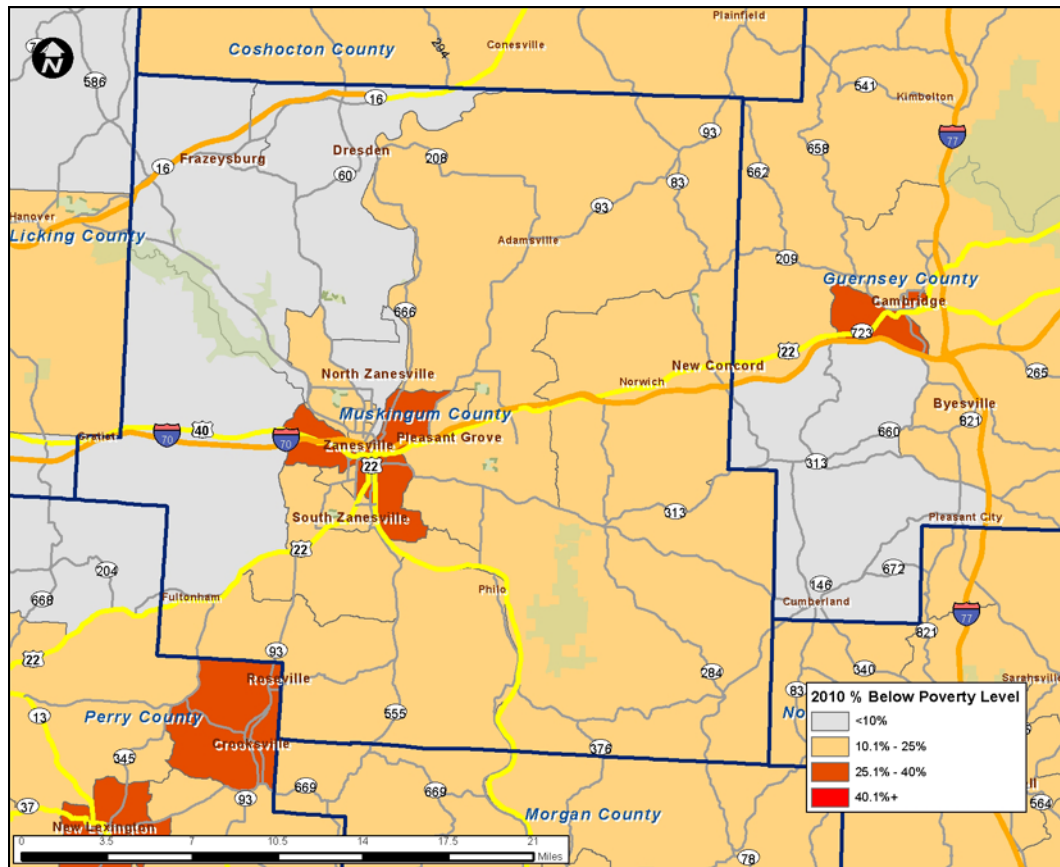 Plainfield
Coshocton County
Conesville
294
586
N
541
Kimbolton
16
93
77
658
Dresden
208
Frazeysburg
16
60
662
83
93
Hanover
Licking County
Adamsville
209
Guernsey County
Cambridge
666
723
North Zanesville
New Concord
22
Norwich
265
Muskingum County
Byesville
70
40
70
Gratiot
Zanesville
Pleasant Grove
821
660
22
313
South Zanesville
313
Pleasant City
22
204
672
146
668
Fultonham
Philo
Cumberland
77
821
22
93
340
Roseville
284
Sarahsville
83
2010 % Below Poverty Level
<10%
10.1% - 25%
25.1% - 40%
40.1%+
13
Perry County
555
No
Crooksville
376
345
669
669
93
564
37
Morgan County
New Lexington
78
0 3.5 7 10.5 14 17.5 21
Miles